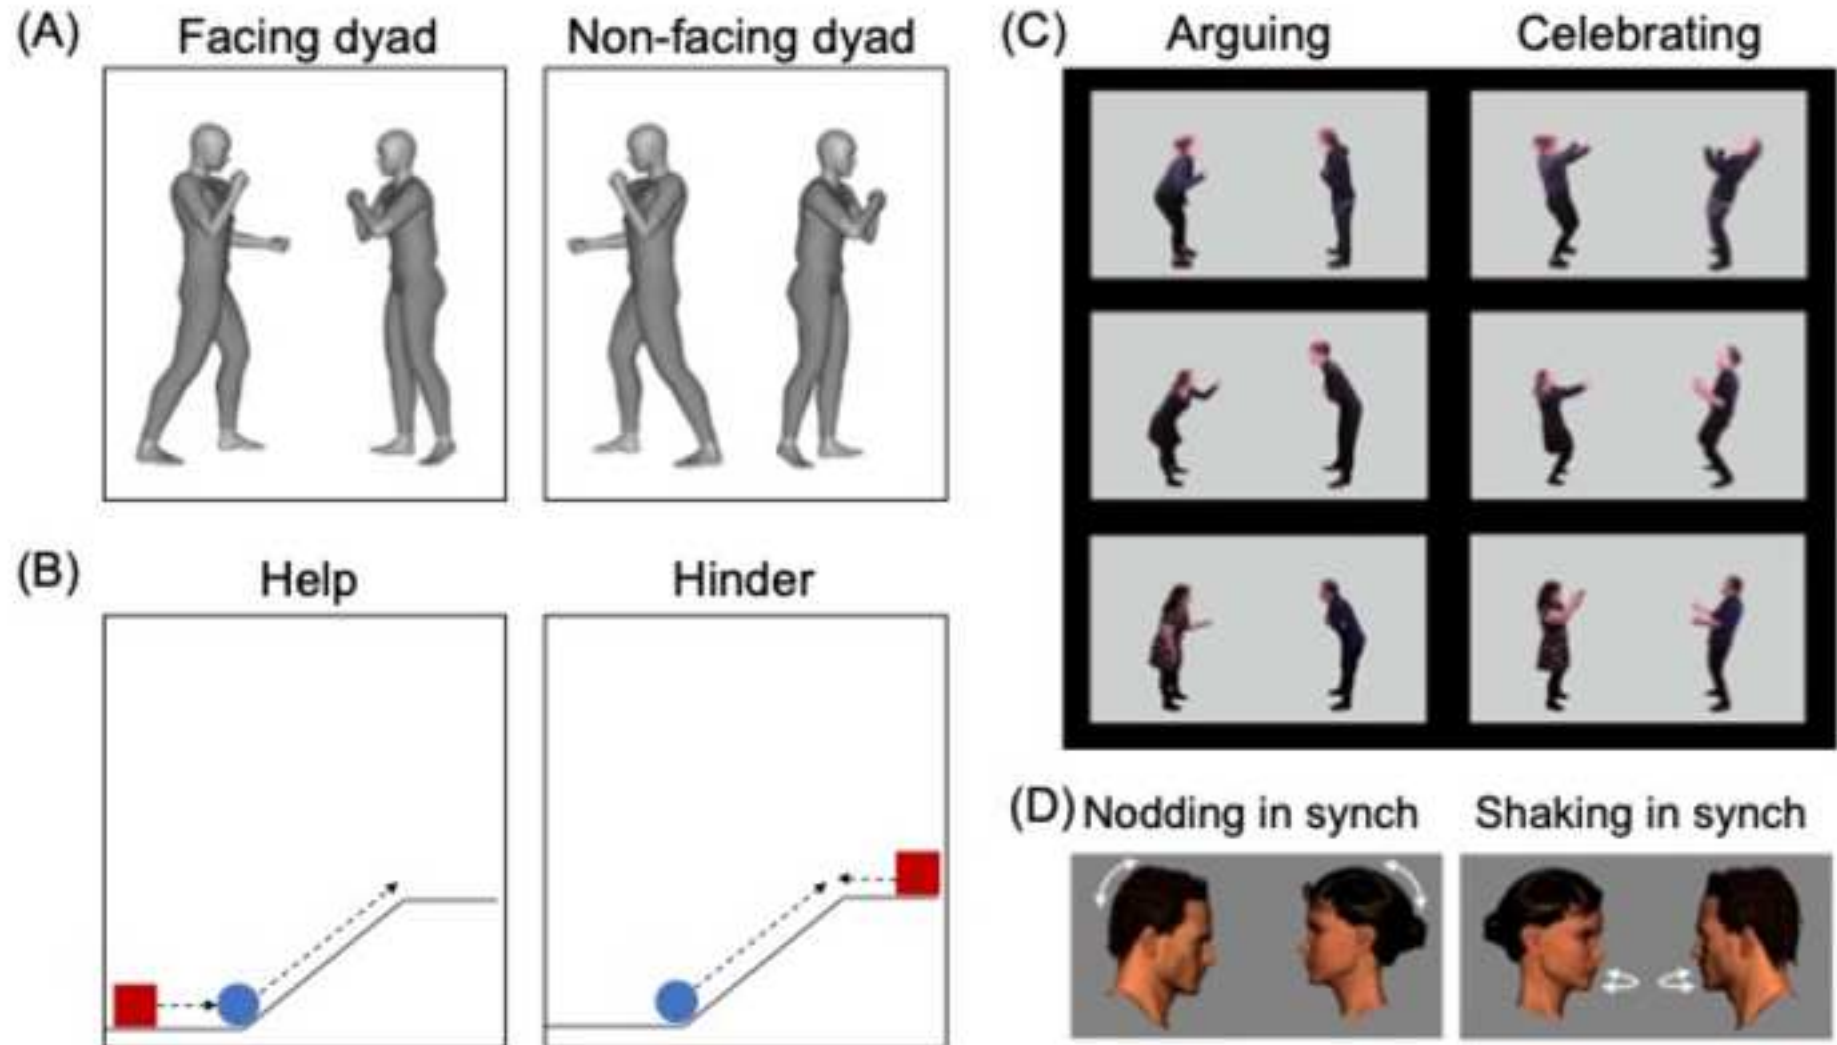 (A)
Facing dyad
Non-facing dyad
(B)
Help
Hinder
(C)
Arguing
Celebrating
(D)
Nodding in synch
Shaking in synch